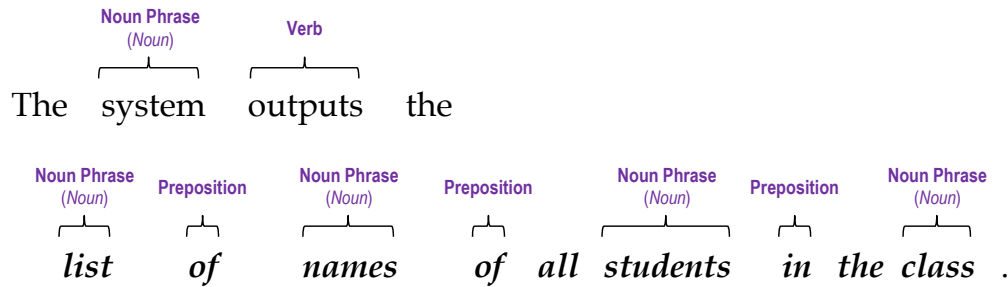 Noun Phrase Verb
(Noun)
The system outputs the
Noun Phrase Preposition Noun Phrase Preposition Noun Phrase Preposition Noun Phrase
(Noun) (Noun) (Noun) (Noun)
list of names of all students in the class .